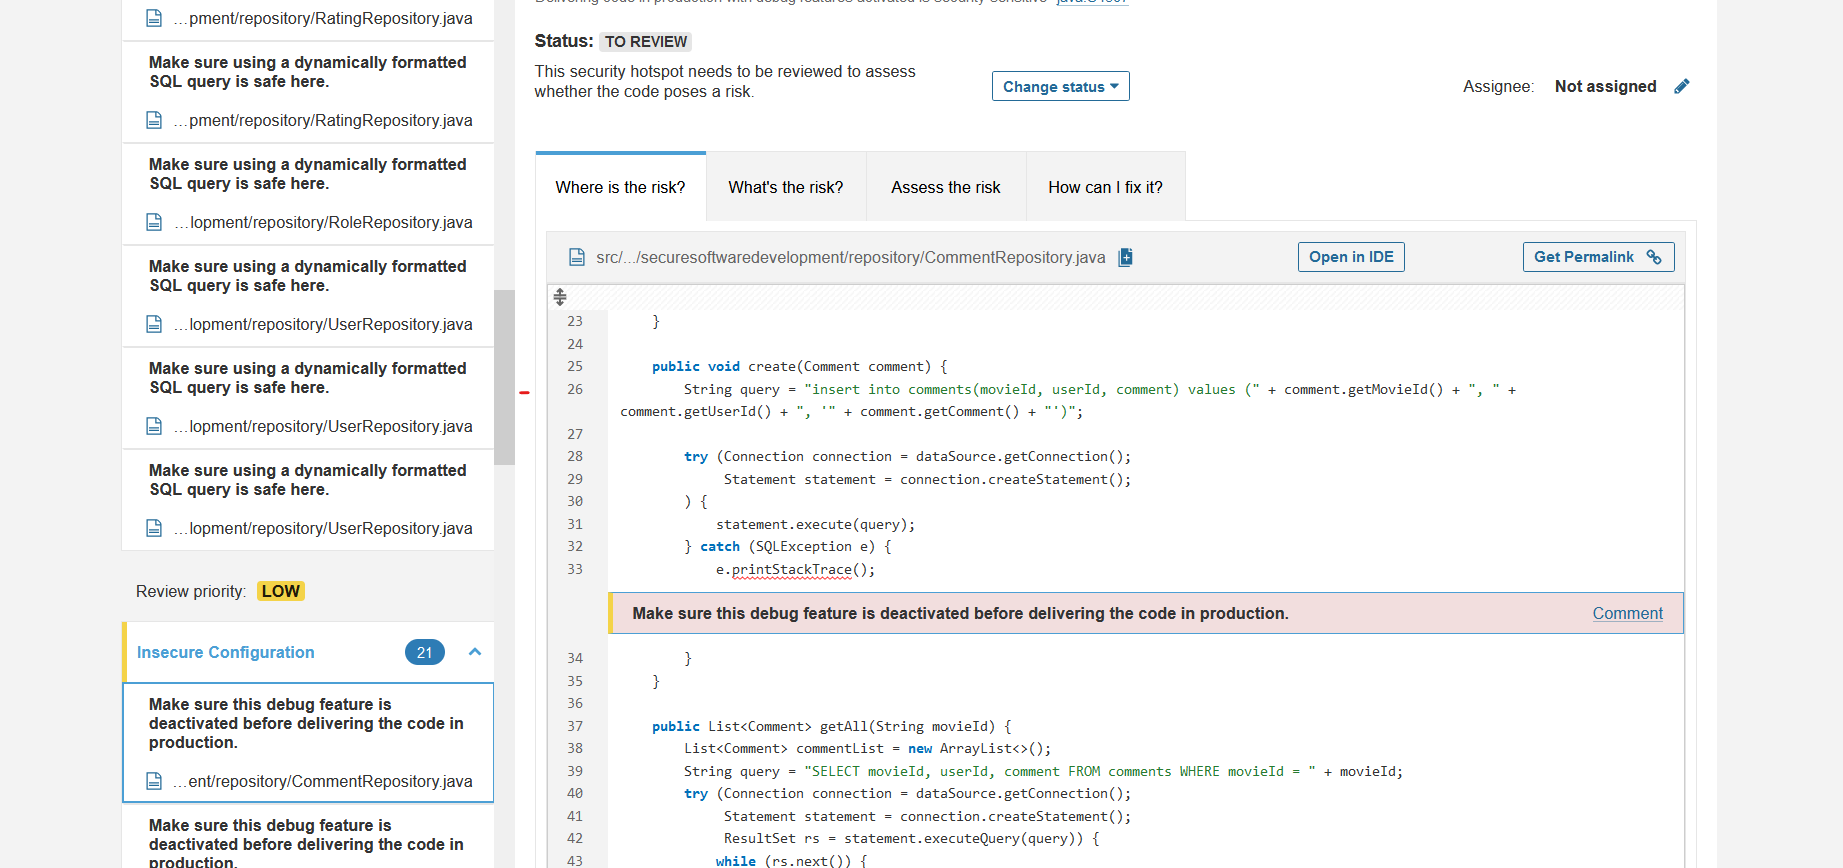 …pment/repository/RatingRepository.java
Make sure using a dynamically formatted
SQL query is safe here.
…pment/repository/RatingRepository.java
Make sure using a dynamically formatted
SQL query is safe here.
…lopment/repository/RoleRepository.java
Make sure using a dynamically formatted
SQL query is safe here.
…lopment/repository/UserRepository.java
Make sure using a dynamically formatted
SQL query is safe here.
…lopment/repository/UserRepository.java
Make sure using a dynamically formatted
SQL query is safe here.
…lopment/repository/UserRepository.java
Review priority: LOW
Insecure Configuration 21
Make sure this debug feature is
deactivated before delivering the code in
production.
…ent/repository/CommentRepository.java
Make sure this debug feature is
deactivated before delivering the code in
production.
Delivering code in production with debug features activated is security-sensitive java:S4507
Status: TO REVIEW
This security hotspot needs to be reviewed to assess
whether the code poses a risk.
Change status
Assignee: Not assigned
Where is the risk? What's the risk? Assess the risk How can I fix it?
src/.../securesoftwaredevelopment/repository/CommentRepository.java
Open in IDE
Get Permalink
23 }
24
25 public void create(Comment comment) {
26 String query = "insert into comments(movieId, userId, comment) values (" + comment.getMovieId() + ", " +
comment.getUserId() + ", '" + comment.getComment() + "')";
27
28 try (Connection connection = dataSource.getConnection();
29 Statement statement = connection.createStatement();
30 ) {
31 statement.execute(query);
32 } catch (SQLException e) {
33 e.printStackTrace();
Make sure this debug feature is deactivated before delivering the code in production. Comment
34 }
35 }
36
37 public List<Comment> getAll(String movieId) {
38 List<Comment> commentList = new ArrayList<>();
39 String query = "SELECT movieId, userId, comment FROM comments WHERE movieId = " + movieId;
40 try (Connection connection = dataSource.getConnection();
41 Statement statement = connection.createStatement();
42 ResultSet rs = statement.executeQuery(query)) {
43 while (rs.next()) {